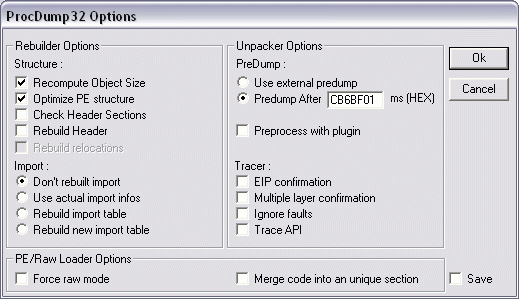 ProcDump32 Options
Rebuilder Options
Structure :
Recompute Object Size
Optimize PE structure
Check Header Sections
Rebuild Header
Rebuild relocations
Import :
Don't rebuilt import
Use actual import infos
Rebuild import table
Rebuild new import table
Unpacker Options
PreDump :
Use external predump
Predump After CB6BF01 ms (HEX)
Preprocess with plugin
Tracer :
EIP confirmation
Multiple layer confirmation
Ignore faults
Trace API
Ok
Cancel
PE/Raw Loader Options
Force raw mode
Merge code into an unique section
Save